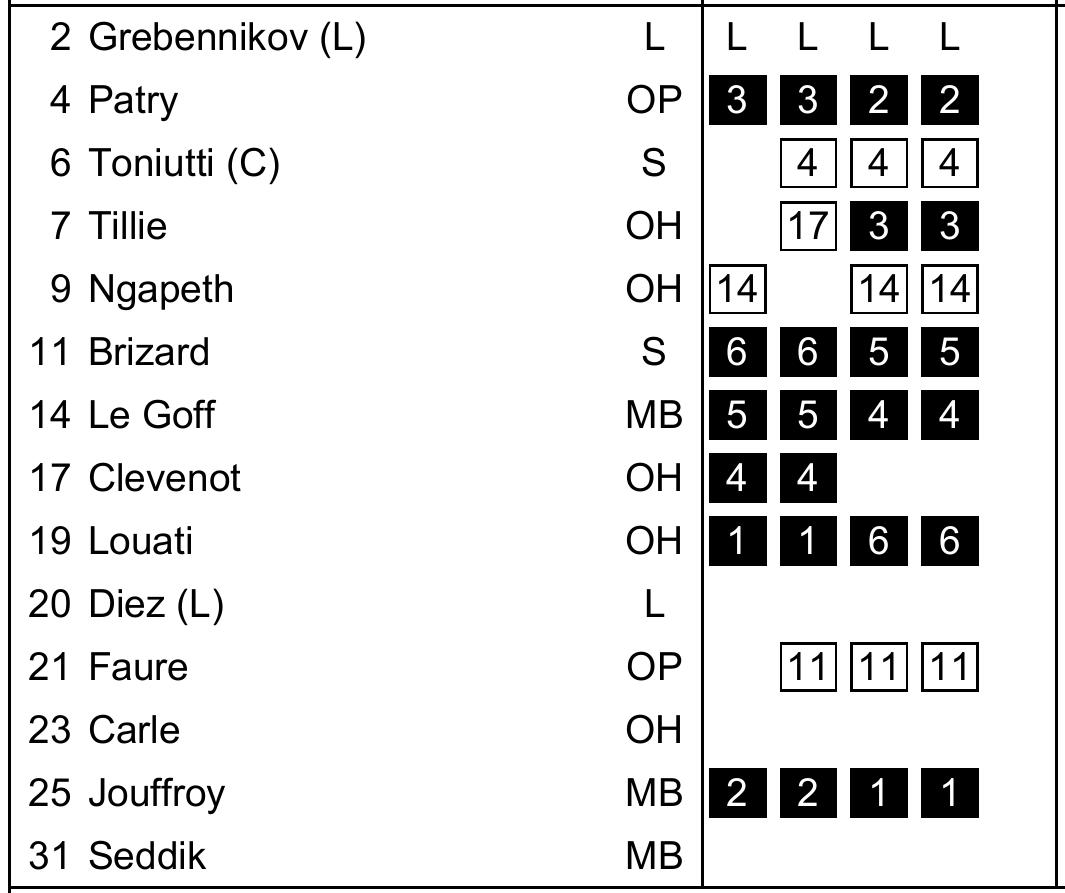 2 Grebennikov (L) L L L L L
4 Patry OP 3 3 2 2
6 Toniutti (C) S 4 4 4
7 Tillie OH 17 3 3
9 Ngapeth OH 14 14 14
11 Brizard S 6 6 5 5
14 Le Goff MB 5 5 4 4
17 Clevenot OH 4 4
19 Louati OH 1 1 6 6
20 Diez (L) L
21 Faure OP 11 11 11
23 Carle OH
25 Jouffroy MB 2 2 1 1
31 Seddik MB